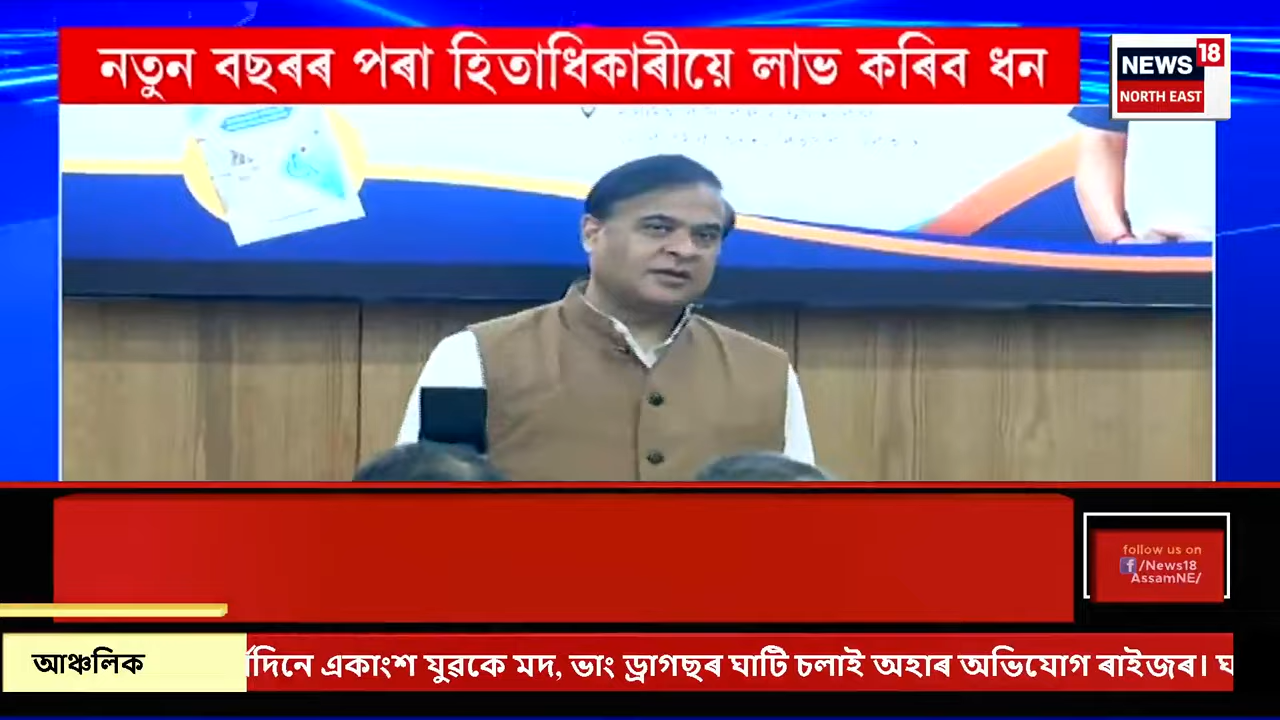 নতুন বছৰৰ পৰা হিতাধিকাৰীয়ে লাভ কৰিব ধন
NEWS 18
NORTH EAST
follow us on
/News18
AssamNE/
আঞ্চলিক
একাংশ যুৱকে মদ, ভাং ড্ৰাগছৰ ঘাটি চলাই অহাৰ অভিযোগ ৰাইজৰ।